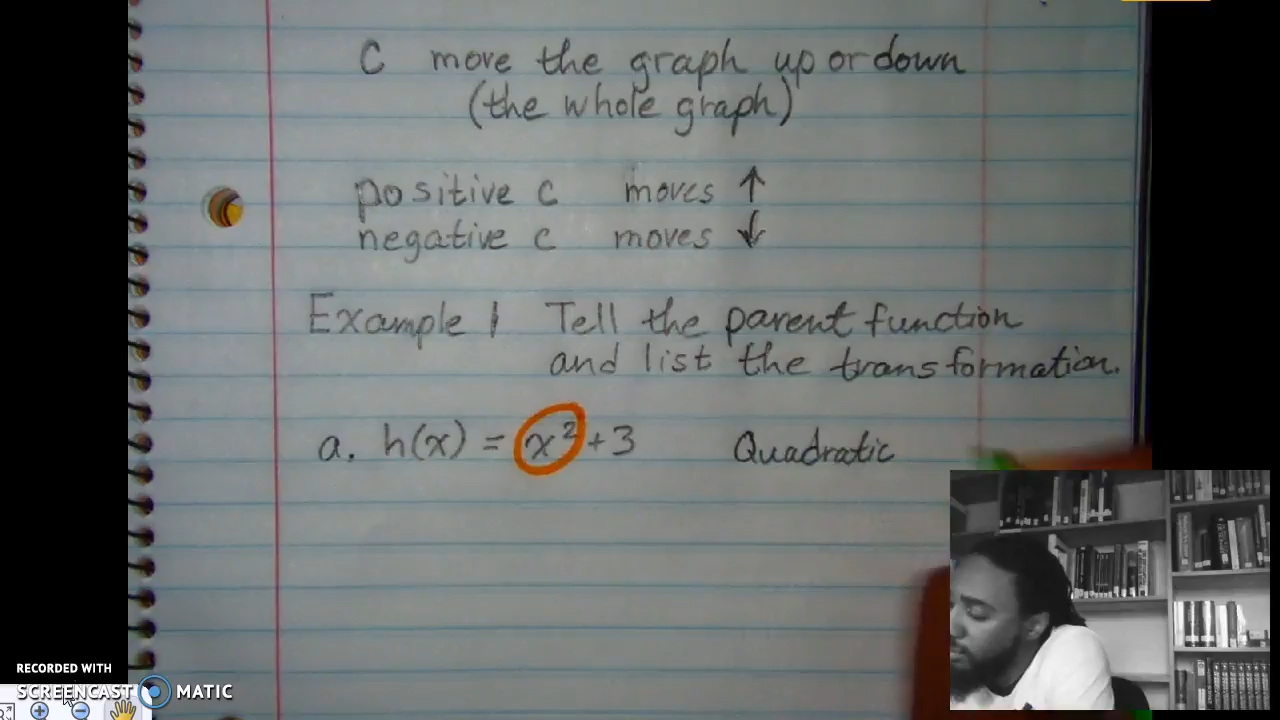 C move the graph up or down
(the whole graph)
positive c moves ↑
negative c moves ↓
Example 1 Tell the parent function
and list the transformation.
a. h(x) = x² + 3 Quadratic
RECORDED WITH
SCREENCAST MATIC